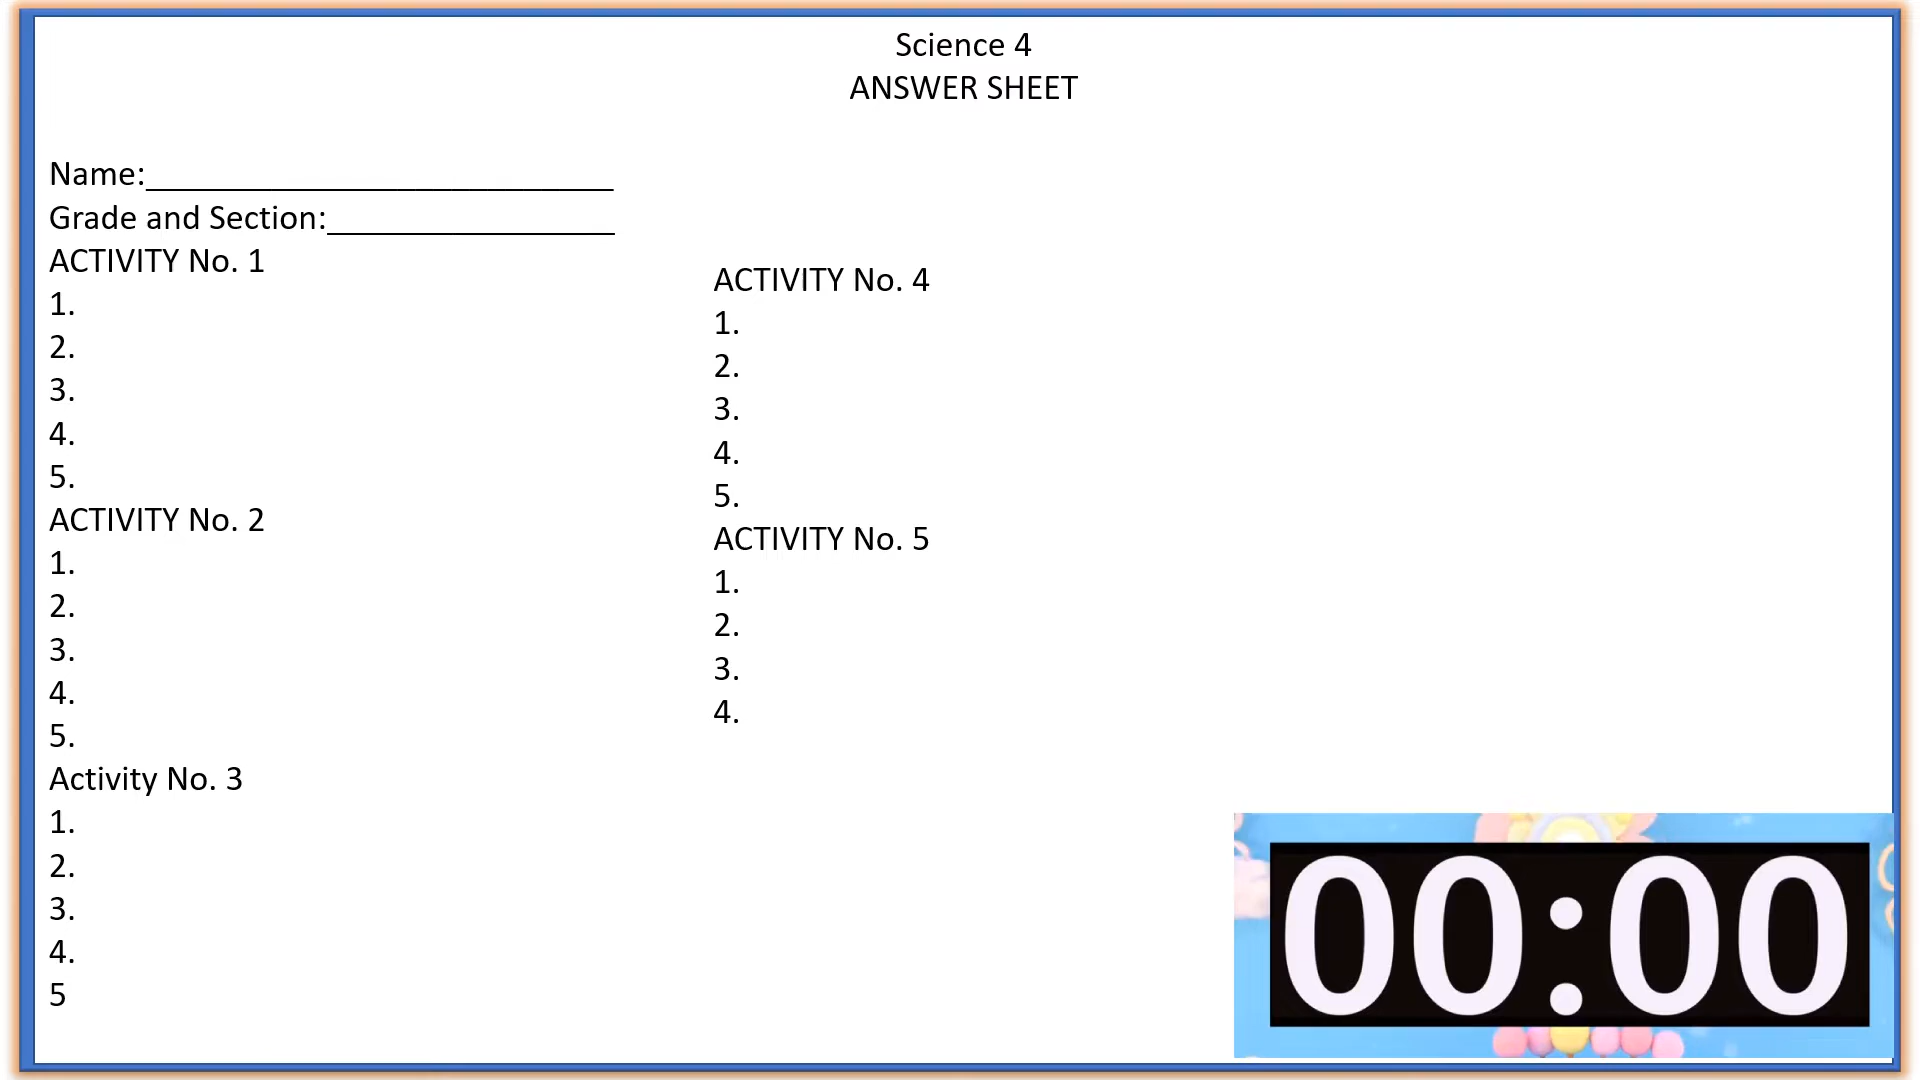 Science 4
ANSWER SHEET
Name:__________________________
Grade and Section:________________
ACTIVITY No. 1
1.
2.
3.
4.
5.
ACTIVITY No. 2
1.
2.
3.
4.
5.
Activity No. 3
1.
2.
3.
4.
5
ACTIVITY No. 4
1.
2.
3.
4.
5.
ACTIVITY No. 5
1.
2.
3.
4.
00:00